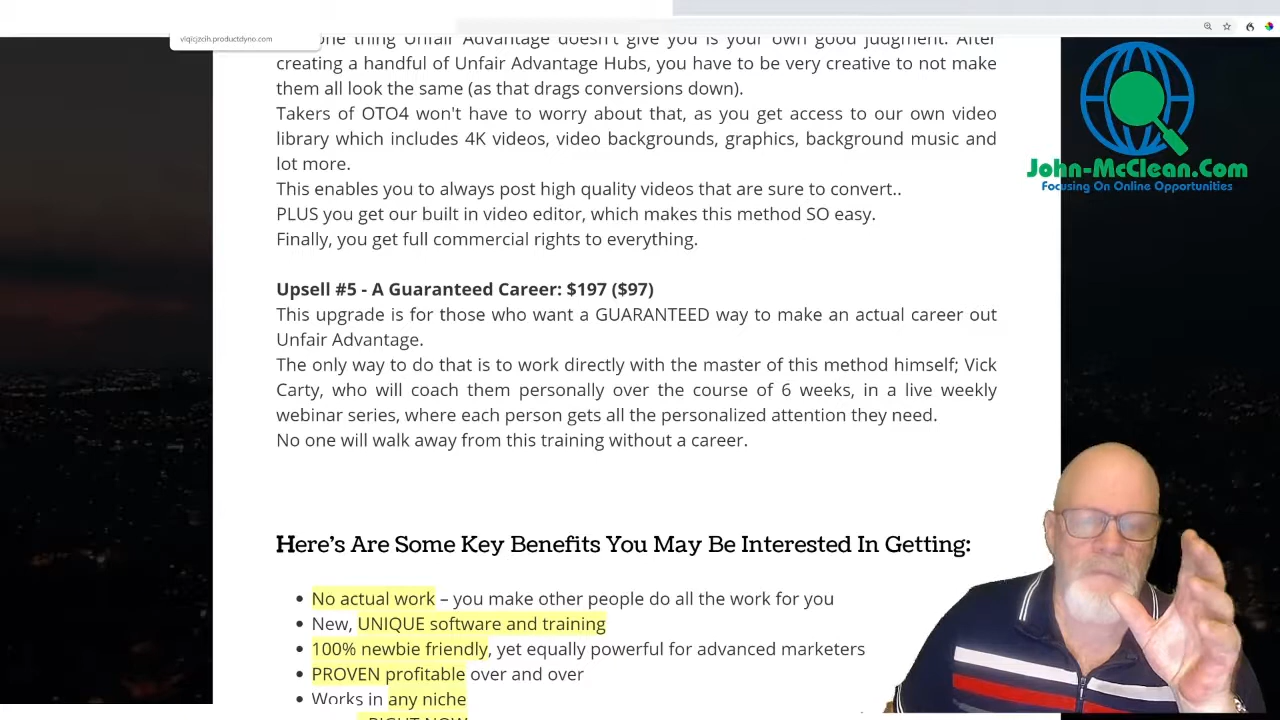 viqicjzcih.productdyno.com
one thing Unfair Advantage doesn't give you is your own good judgment. After
creating a handful of Unfair Advantage Hubs, you have to be very creative to not make
them all look the same (as that drags conversions down).
Takers of OTO4 won't have to worry about that, as you get access to our own video
library which includes 4K videos, video backgrounds, graphics, background music and
lot more.
This enables you to always post high quality videos that are sure to convert..
PLUS you get our built in video editor, which makes this method SO easy.
Finally, you get full commercial rights to everything.
Upsell #5 - A Guaranteed Career: $197 ($97)
This upgrade is for those who want a GUARANTEED way to make an actual career out
Unfair Advantage.
The only way to do that is to work directly with the master of this method himself; Vick
Carty, who will coach them personally over the course of 6 weeks, in a live weekly
webinar series, where each person gets all the personalized attention they need.
No one will walk away from this training without a career.
Here's Are Some Key Benefits You May Be Interested In Getting:
No actual work – you make other people do all the work for you
New, UNIQUE software and training
100% newbie friendly, yet equally powerful for advanced marketers
PROVEN profitable over and over
Works in any niche
RIGHT NOW
John-McClean.Com
Focusing On Online Opportunities